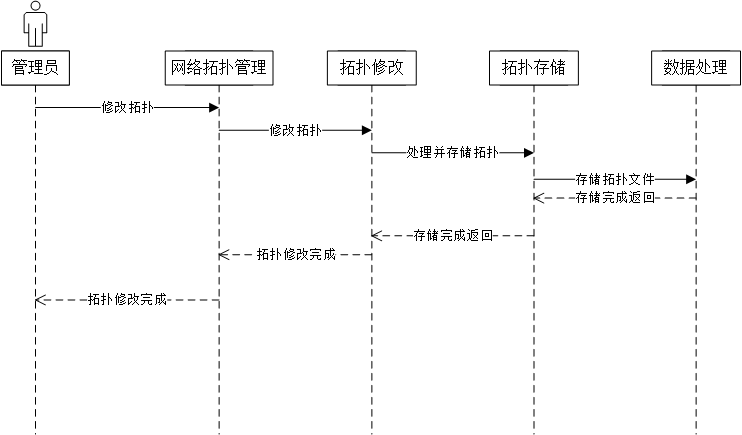 管理员
网络拓扑管理
拓扑修改
拓扑存储
数据处理
修改拓扑
修改拓扑
处理并存储拓扑
存储拓扑文件
存储完成返回
存储完成返回
拓扑修改完成
拓扑修改完成